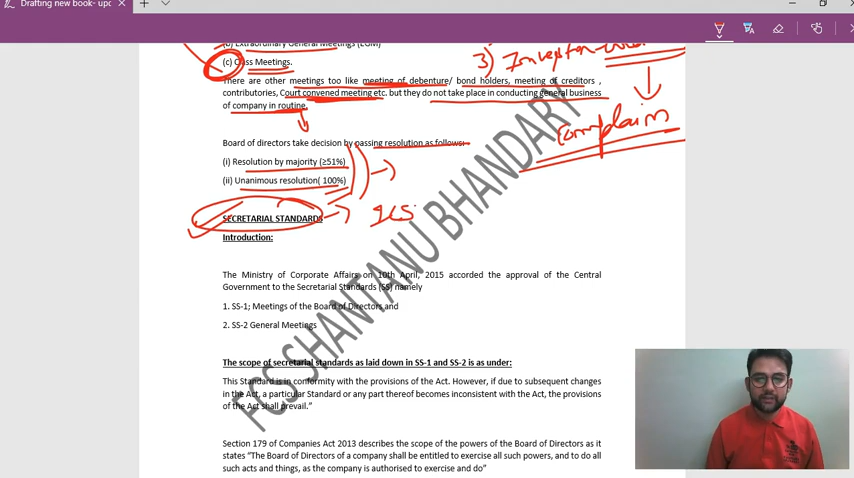 Drafting new book- upd
(b) Extraordinary General Meetings (EGM)
3) Investor
(c) Class Meetings.
There are other meetings too like meeting of debenture/ bond holders, meeting of creditors ,
contributories, Court convened meeting etc. but they do not take place in conducting general business
of company in routine.
Complain
Board of directors take decision by passing resolution as follows:
(i) Resolution by majority (≥51%)
(ii) Unanimous resolution( 100%)
SECRETARIAL STANDARDS
ICS
Introduction:
The Ministry of Corporate Affairs on 10th April, 2015 accorded the approval of the Central
Government to the Secretarial Standards (SS) namely
1. SS-1; Meetings of the Board of Directors and
2. SS-2 General Meetings
The scope of secretarial standards as laid down in SS-1 and SS-2 is as under:
This Standard is in conformity with the provisions of the Act. However, if due to subsequent changes
in the Act, a particular Standard or any part thereof becomes inconsistent with the Act, the provisions
of the Act shall prevail.”
Section 179 of Companies Act 2013 describes the scope of the powers of the Board of Directors as it
states “The Board of Directors of a company shall be entitled to exercise all such powers, and to do all
such acts and things, as the company is authorised to exercise and do”
FCS SHANTANU BHANDARY